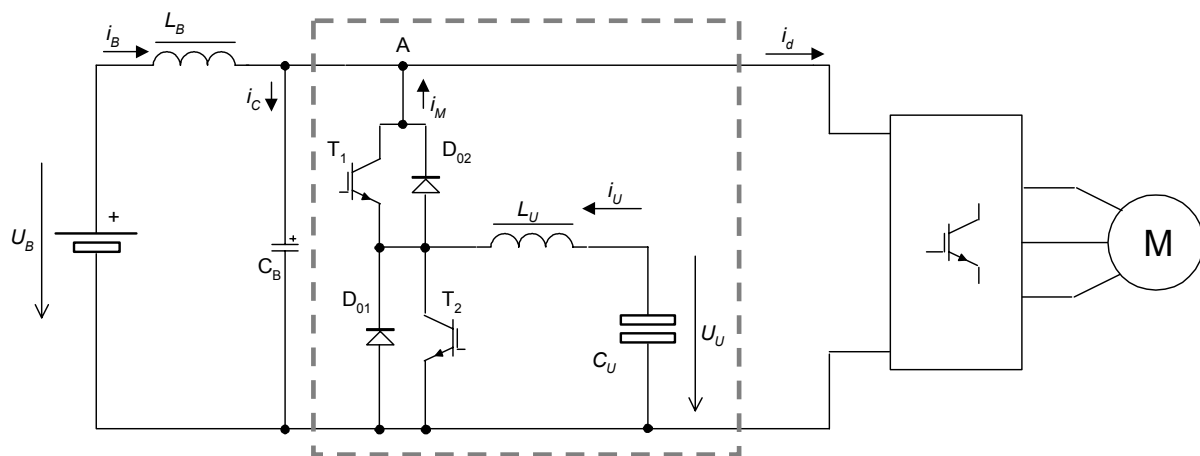 i_B
L_B
A
i_d
i_C
i_M
T_1
D_02
i_U
L_U
+
U_B
+
C_B
D_01
T_2
C_U
U_U
M